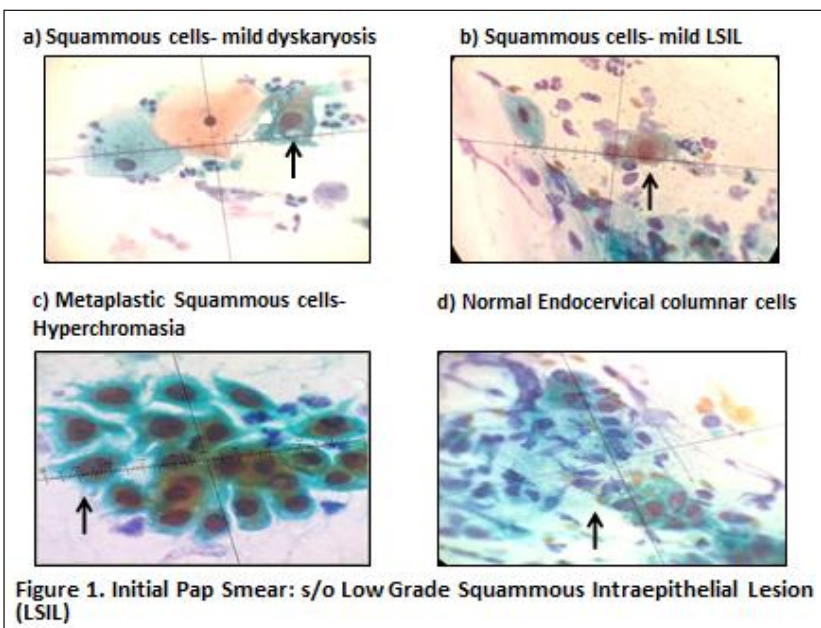 a) Squammous cells- mild dyskaryosis
b) Squammous cells- mild LSIL
c) Metaplastic Squammous cells-
Hyperchromasia
d) Normal Endocervical columnar cells
Figure 1. Initial Pap Smear: s/o Low Grade Squammous Intraepithelial Lesion
(LSIL)